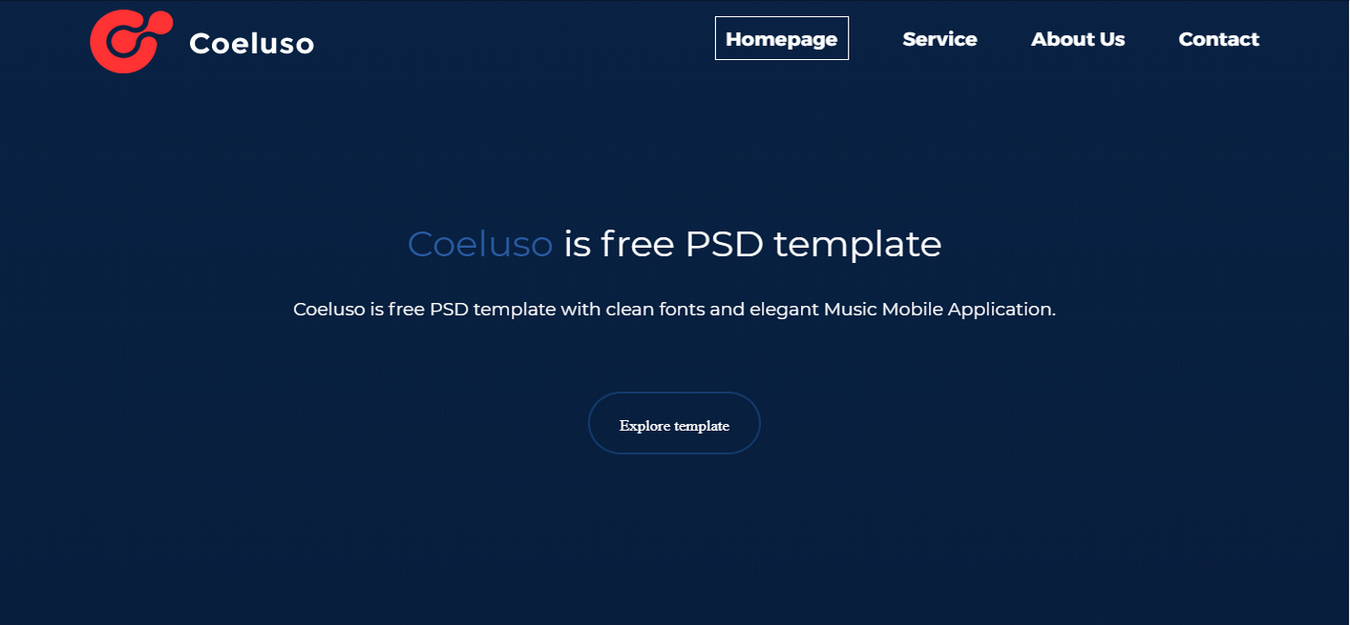 Coeluso
Homepage Service About Us Contact
Coeluso is free PSD template
Coeluso is free PSD template with clean fonts and elegant Music Mobile Application.
Explore template